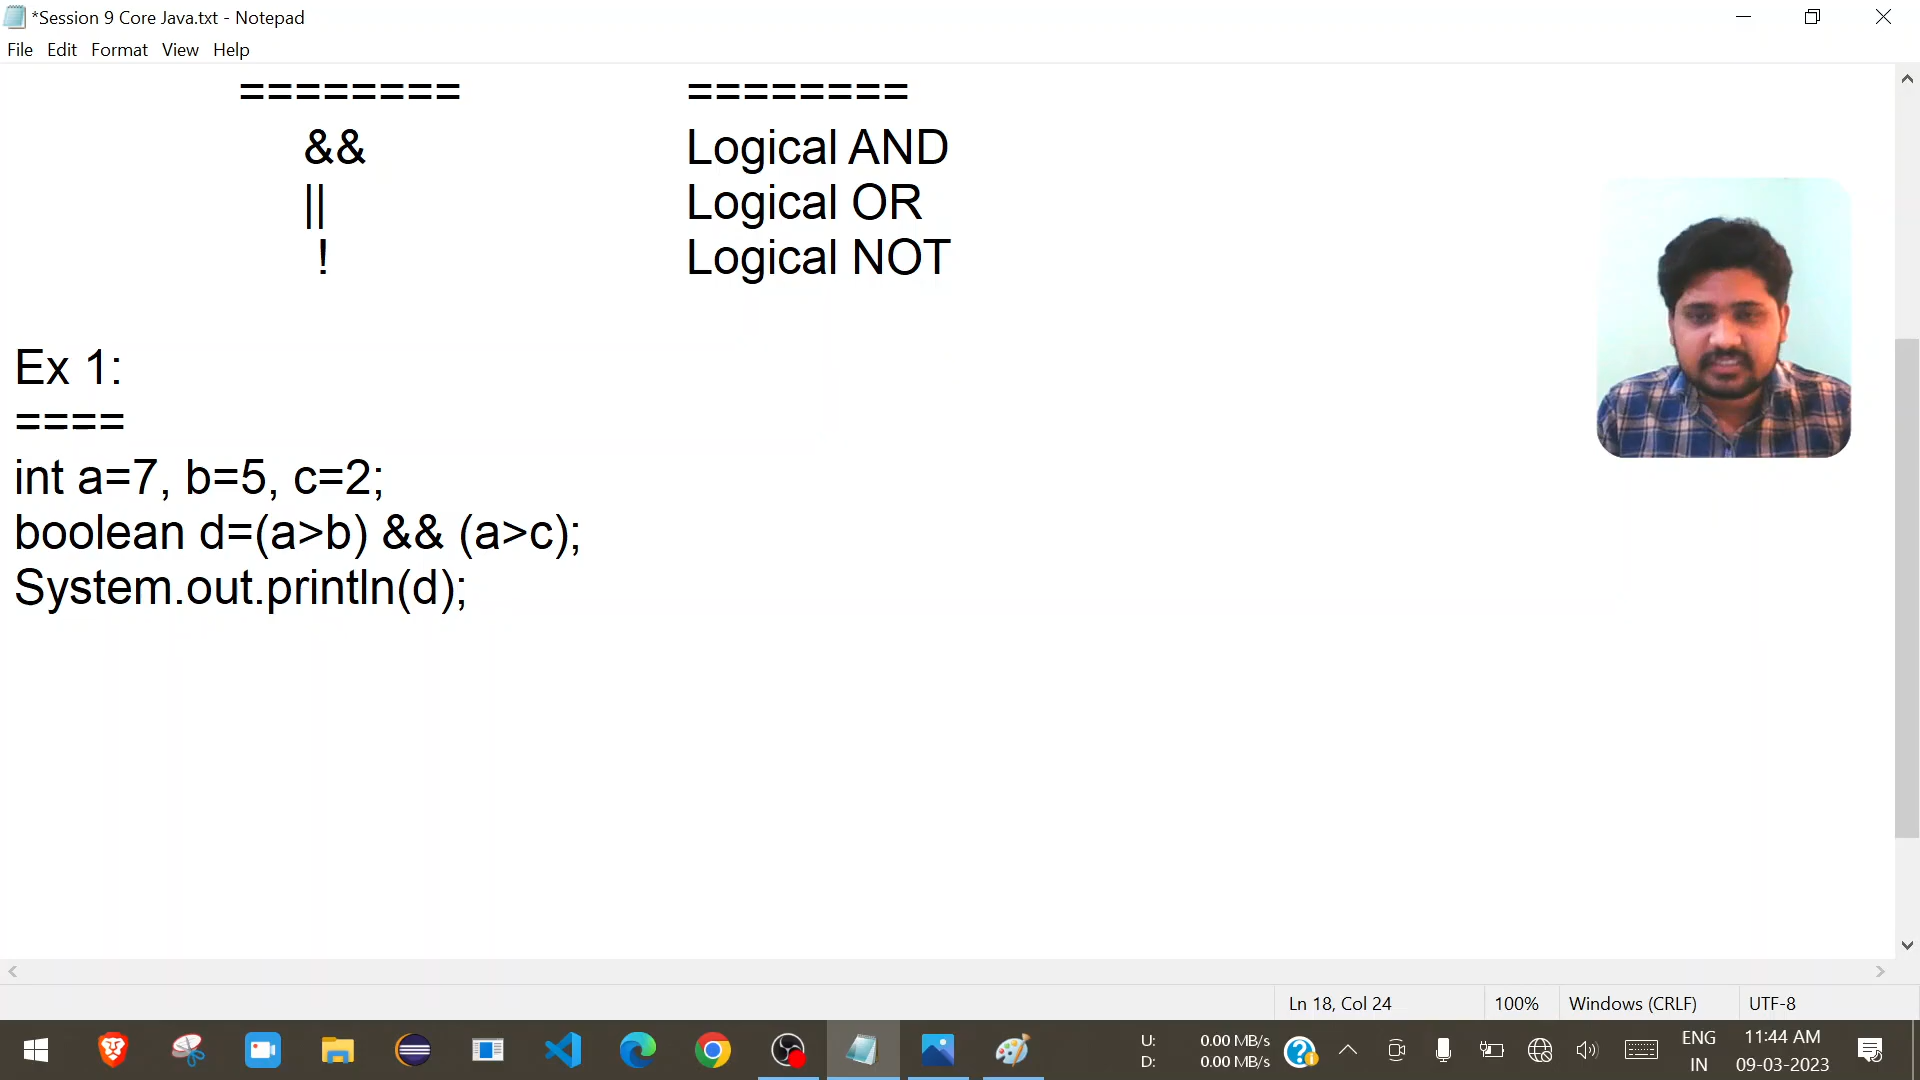 *Session 9 Core Java.txt - Notepad
File Edit Format View Help
======== ========
&& Logical AND
|| Logical OR
! Logical NOT
Ex 1:
====
int a=7, b=5, c=2;
boolean d=(a>b) && (a>c);
System.out.println(d);
Ln 18, Col 24 100% Windows (CRLF) UTF-8
U: 0.00 MB/s ENG 11:44 AM
D: 0.00 MB/s IN 09-03-2023